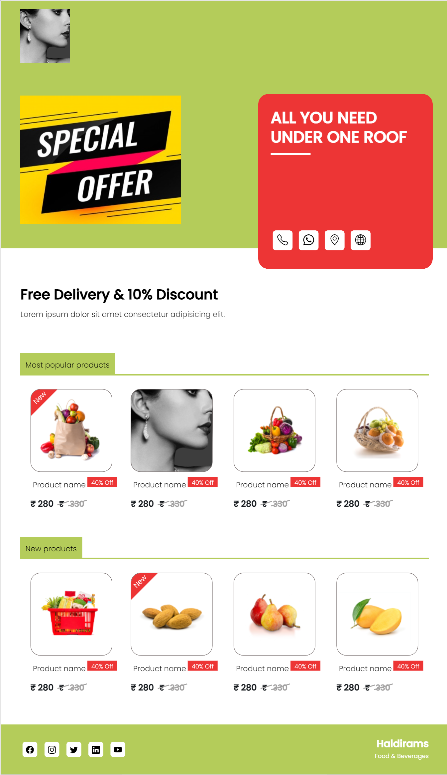 SPECIAL
OFFER
ALL YOU NEED
UNDER ONE ROOF
Free Delivery & 10% Discount
Lorem ipsum dolor sit amet consectetur adipisicing elit.
Most popular products
New
Product name 40% Off
₹ 280 ₹ 330
Product name 40% Off
₹ 280 ₹ 330
Product name 40% Off
₹ 280 ₹ 330
Product name 40% Off
₹ 280 ₹ 330
New products
Product name 40% Off
₹ 280 ₹ 330
New
Product name 40% Off
₹ 280 ₹ 330
Product name 40% Off
₹ 280 ₹ 330
Product name 40% Off
₹ 280 ₹ 330
Haldirams
Food & Beverages